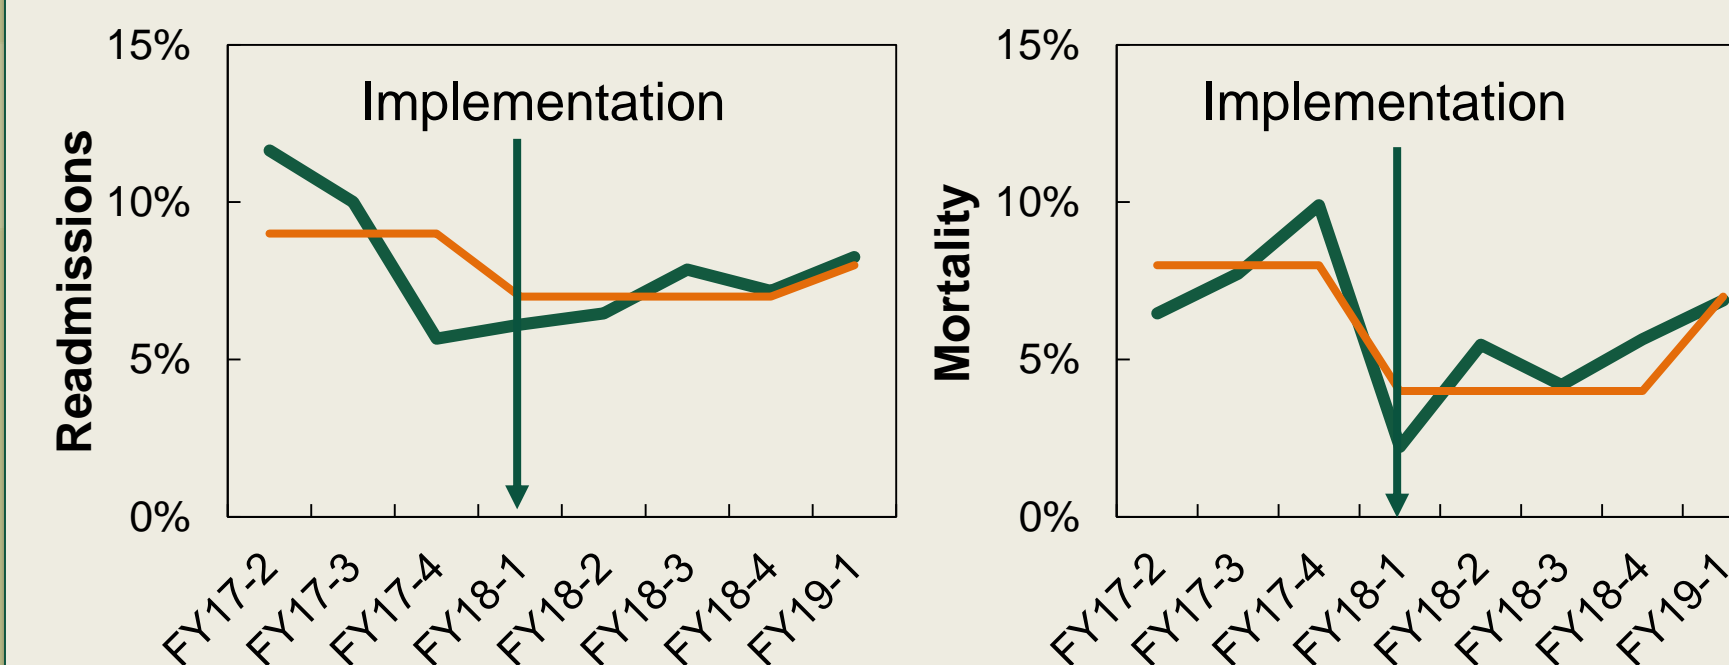 15%
10%
5%
0%
Readmissions
Implementation
FY17-2
FY17-3
FY17-4
FY18-1
FY18-2
FY18-3
FY18-4
FY19-1
15%
10%
5%
0%
Mortality
Implementation
FY17-2
FY17-3
FY17-4
FY18-1
FY18-2
FY18-3
FY18-4
FY19-1